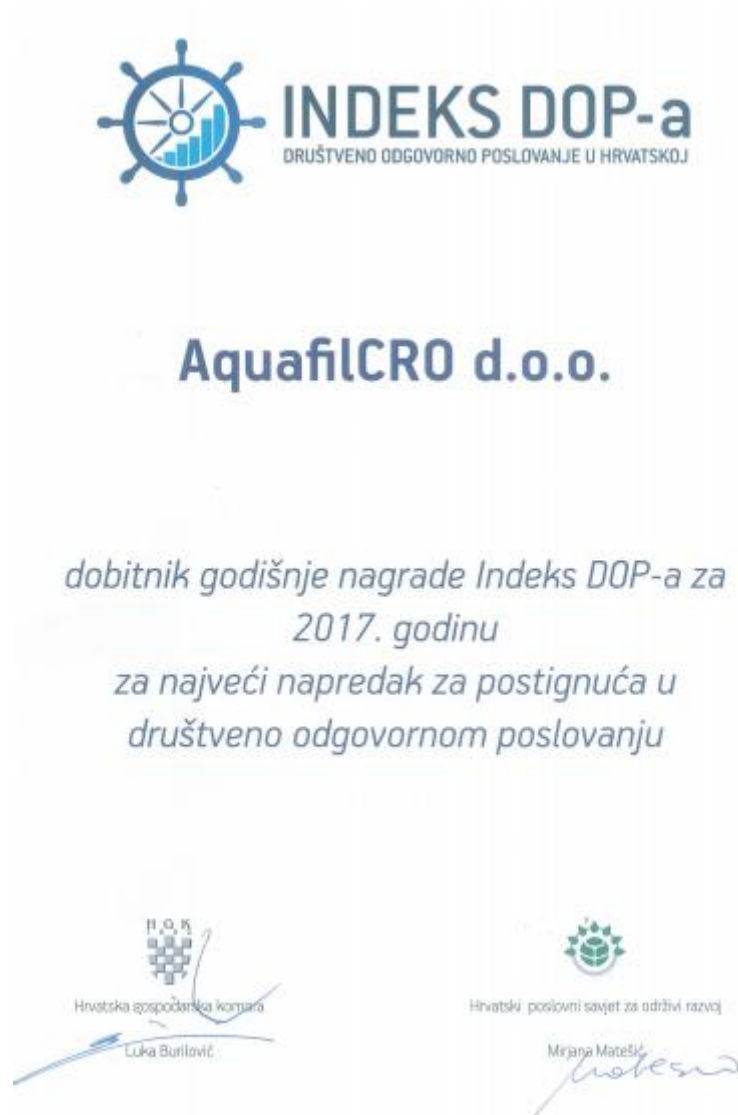 INDEKS DOP-a
DRUŠTVENO ODGOVORNO POSLOVANJE U HRVATSKOJ
AquafilCRO d.o.o.
dobitnik godišnje nagrade Indeks DOP-a za
2017. godinu
za najveći napredak za postignuća u
društveno odgovornom poslovanju
H G K
Hrvatska gospodarska komora
Luka Burilović
Hrvatski poslovni savjet za održivi razvoj
Mirjana Matešić